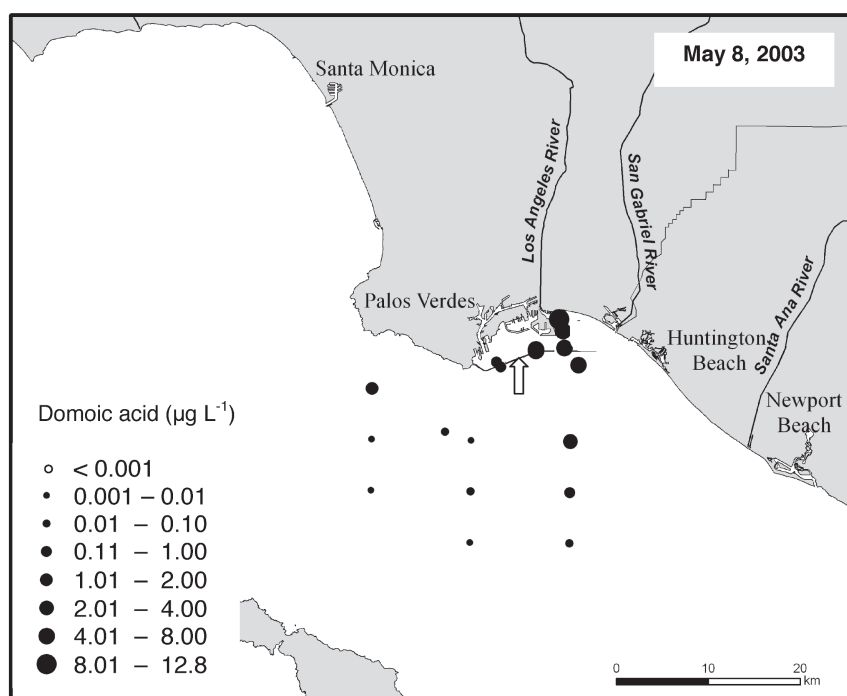 May 8, 2003
Santa Monica
Los Angeles River
San Gabriel River
Santa Ana River
Palos Verdes
Huntington
Beach
Newport
Beach
Domoic acid (µg L-1)
< 0.001
0.001 – 0.01
0.01 – 0.10
0.11 – 1.00
1.01 – 2.00
2.01 – 4.00
4.01 – 8.00
8.01 – 12.8
0 10 20
km